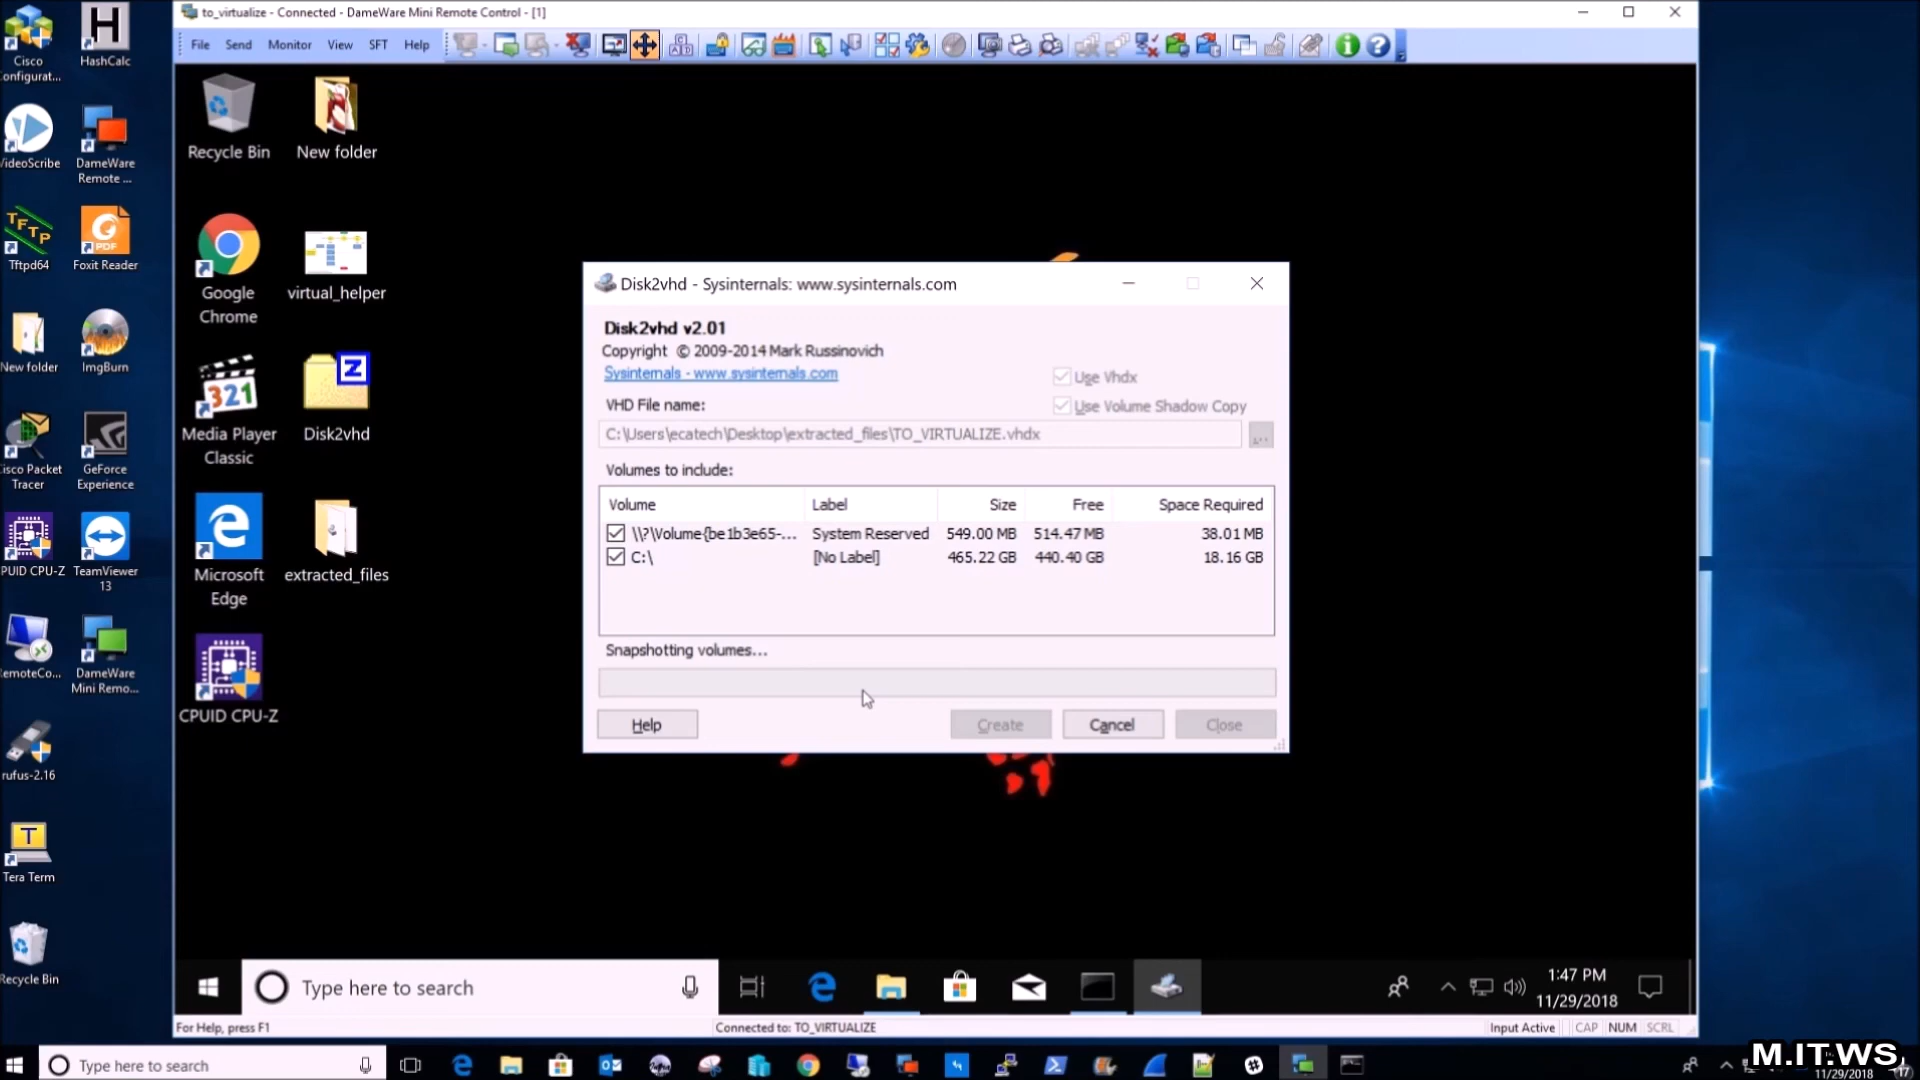 to_virtualize - Connected - DameWare Mini Remote Control - [1]
File Send Monitor View SFT Help
Cisco
HashCalc
VideoScribe
DameWare
Remote ...
TFTP
Tftpd64
PDF
Foxit Reader
New folder
ImgBurn
Cisco Packet
Tracer
GeForce
Experience
CPUID CPU-Z
TeamViewer
13
DameWare
Mini Remo...
rufus-2.16
T
Tera Term
Recycle Bin
Recycle Bin
New folder
Google
Chrome
virtual_helper
321
Media Player
Classic
Z
Disk2vhd
Microsoft
Edge
extracted_files
CPUID CPU-Z
Disk2vhd - Sysinternals: www.sysinternals.com
Disk2vhd v2.01
Copyright © 2009-2014 Mark Russinovich
Sysinternals - www.sysinternals.com
Use Vhdx
VHD File name:
Use Volume Shadow Copy
C:\Users\ecatech\Desktop\extracted_files\TO_VIRTUALIZE.vhdx
...
Volumes to include:
Volume Label Size Free Space Required
\\?\Volume{be1b3e65-... System Reserved 549.00 MB 514.47 MB 38.01 MB
C:\ [No Label] 465.22 GB 440.40 GB 18.16 GB
Snapshotting volumes...
Help Create Cancel Close
Type here to search
1:47 PM
11/29/2018
For Help, press F1
Connected to: TO_VIRTUALIZE
Input Active CAP NUM SCRL
Type here to search
M.IT.WS
11/29/2018
17